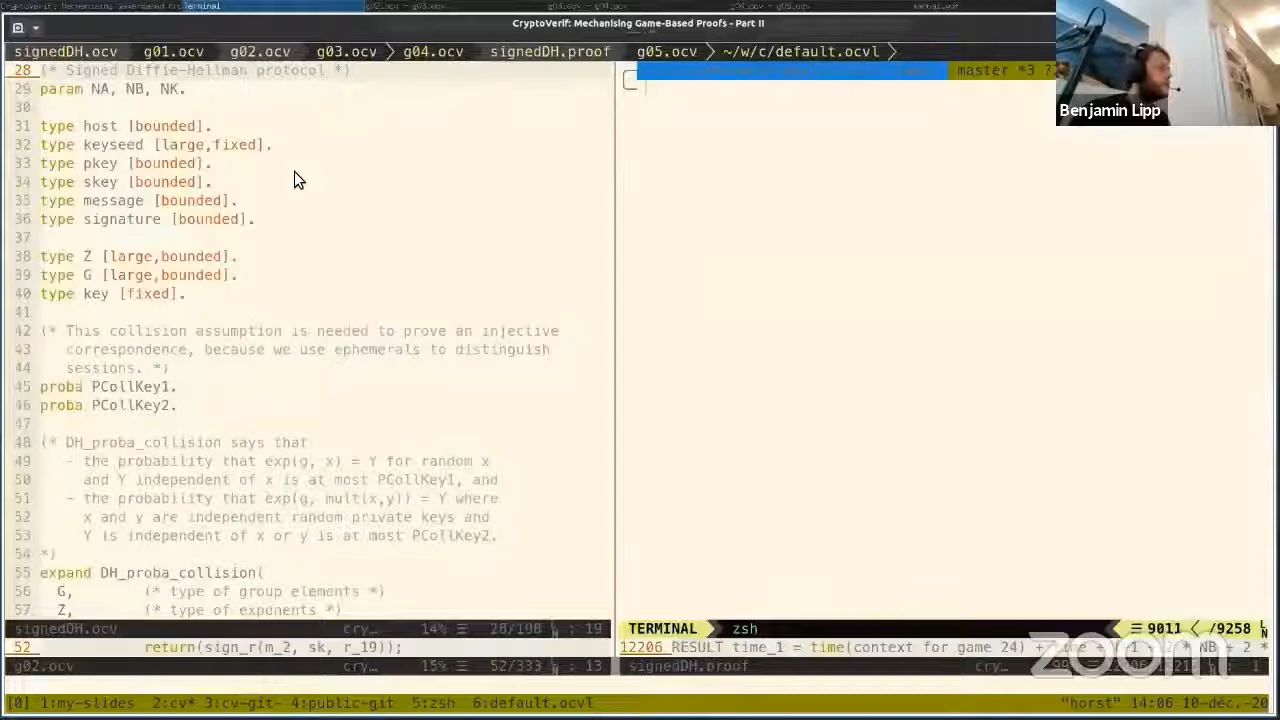 Terminal
CryptoVerif: Mechanising Game-Based Proofs - Part II
signedDH.ocv g01.ocv g02.ocv g03.ocv g04.ocv signedDH.proof g05.ocv ~/w/c/default.ocvl
28 (* Signed Diffie-Hellman protocol *)
29 param NA, NB, NK.
30
31 type host [bounded].
32 type keyseed [large,fixed].
33 type pkey [bounded].
34 type skey [bounded].
35 type message [bounded].
36 type signature [bounded].
37
38 type Z [large,bounded].
39 type G [large,bounded].
40 type key [fixed].
41
42 (* This collision assumption is needed to prove an injective
43 correspondence, because we use ephemerals to distinguish
44 sessions. *)
45 proba PCollKey1.
46 proba PCollKey2.
47
48 (* DH_proba_collision says that
49 - the probability that exp(g, x) = Y for random x
50 and Y independent of x is at most PCollKey1, and
51 - the probability that exp(g, mult(x,y)) = Y where
52 x and y are independent random private keys and
53 Y is independent of x or y is at most PCollKey2.
54 *)
55 expand DH_proba_collision(
56 G, (* type of group elements *)
57 Z, (* type of exponents *)
signedDH.ocv cry… 14% ☰ 28/198 : 19
52 return(sign_r(m_2, sk, r_19));
g02.ocv cry… 15% ☰ 52/333 : 13
master *3
Benjamin Lipp
TERMINAL zsh ☰ 9011 /9258
12206 RESULT time_1 = time(context for game 24) + time
signedDH.proof cry…
zoom
[0] 1:my-slides 2:cv* 3:cv-git- 4:public-git 5:zsh 6:default.ocvl "horst" 14:06 10-déc.-20